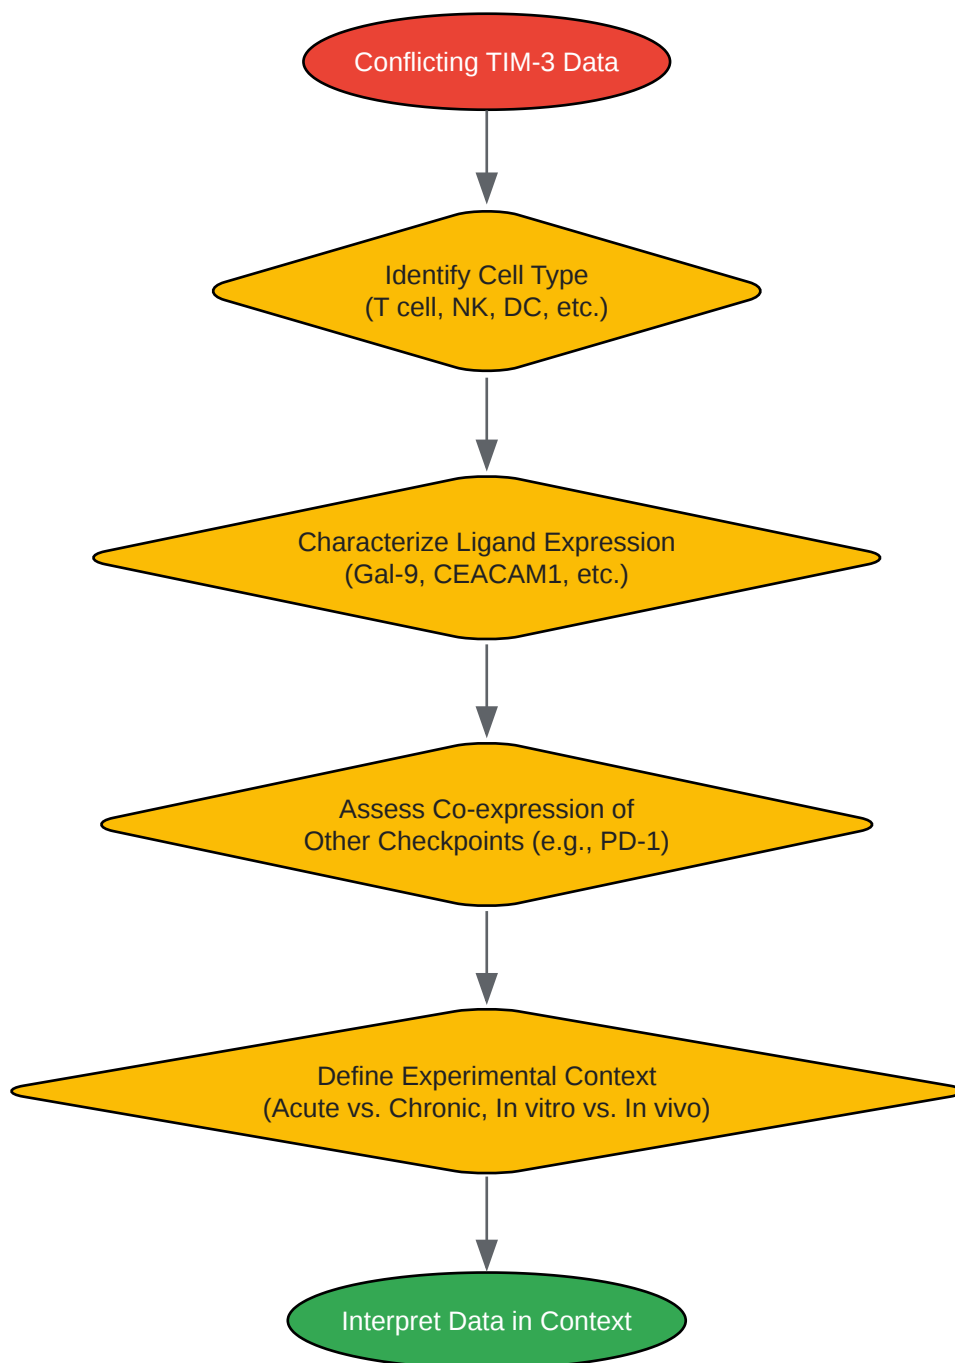 Conflicting TIM-3 Data
Identify Cell Type
(T cell, NK, DC, etc.)
Characterize Ligand Expression
(Gal-9, CEACAM1, etc.)
Assess Co-expression of
Other Checkpoints (e.g., PD-1)
Define Experimental Context
(Acute vs. Chronic, In vitro vs. In vivo)
Interpret Data in Context